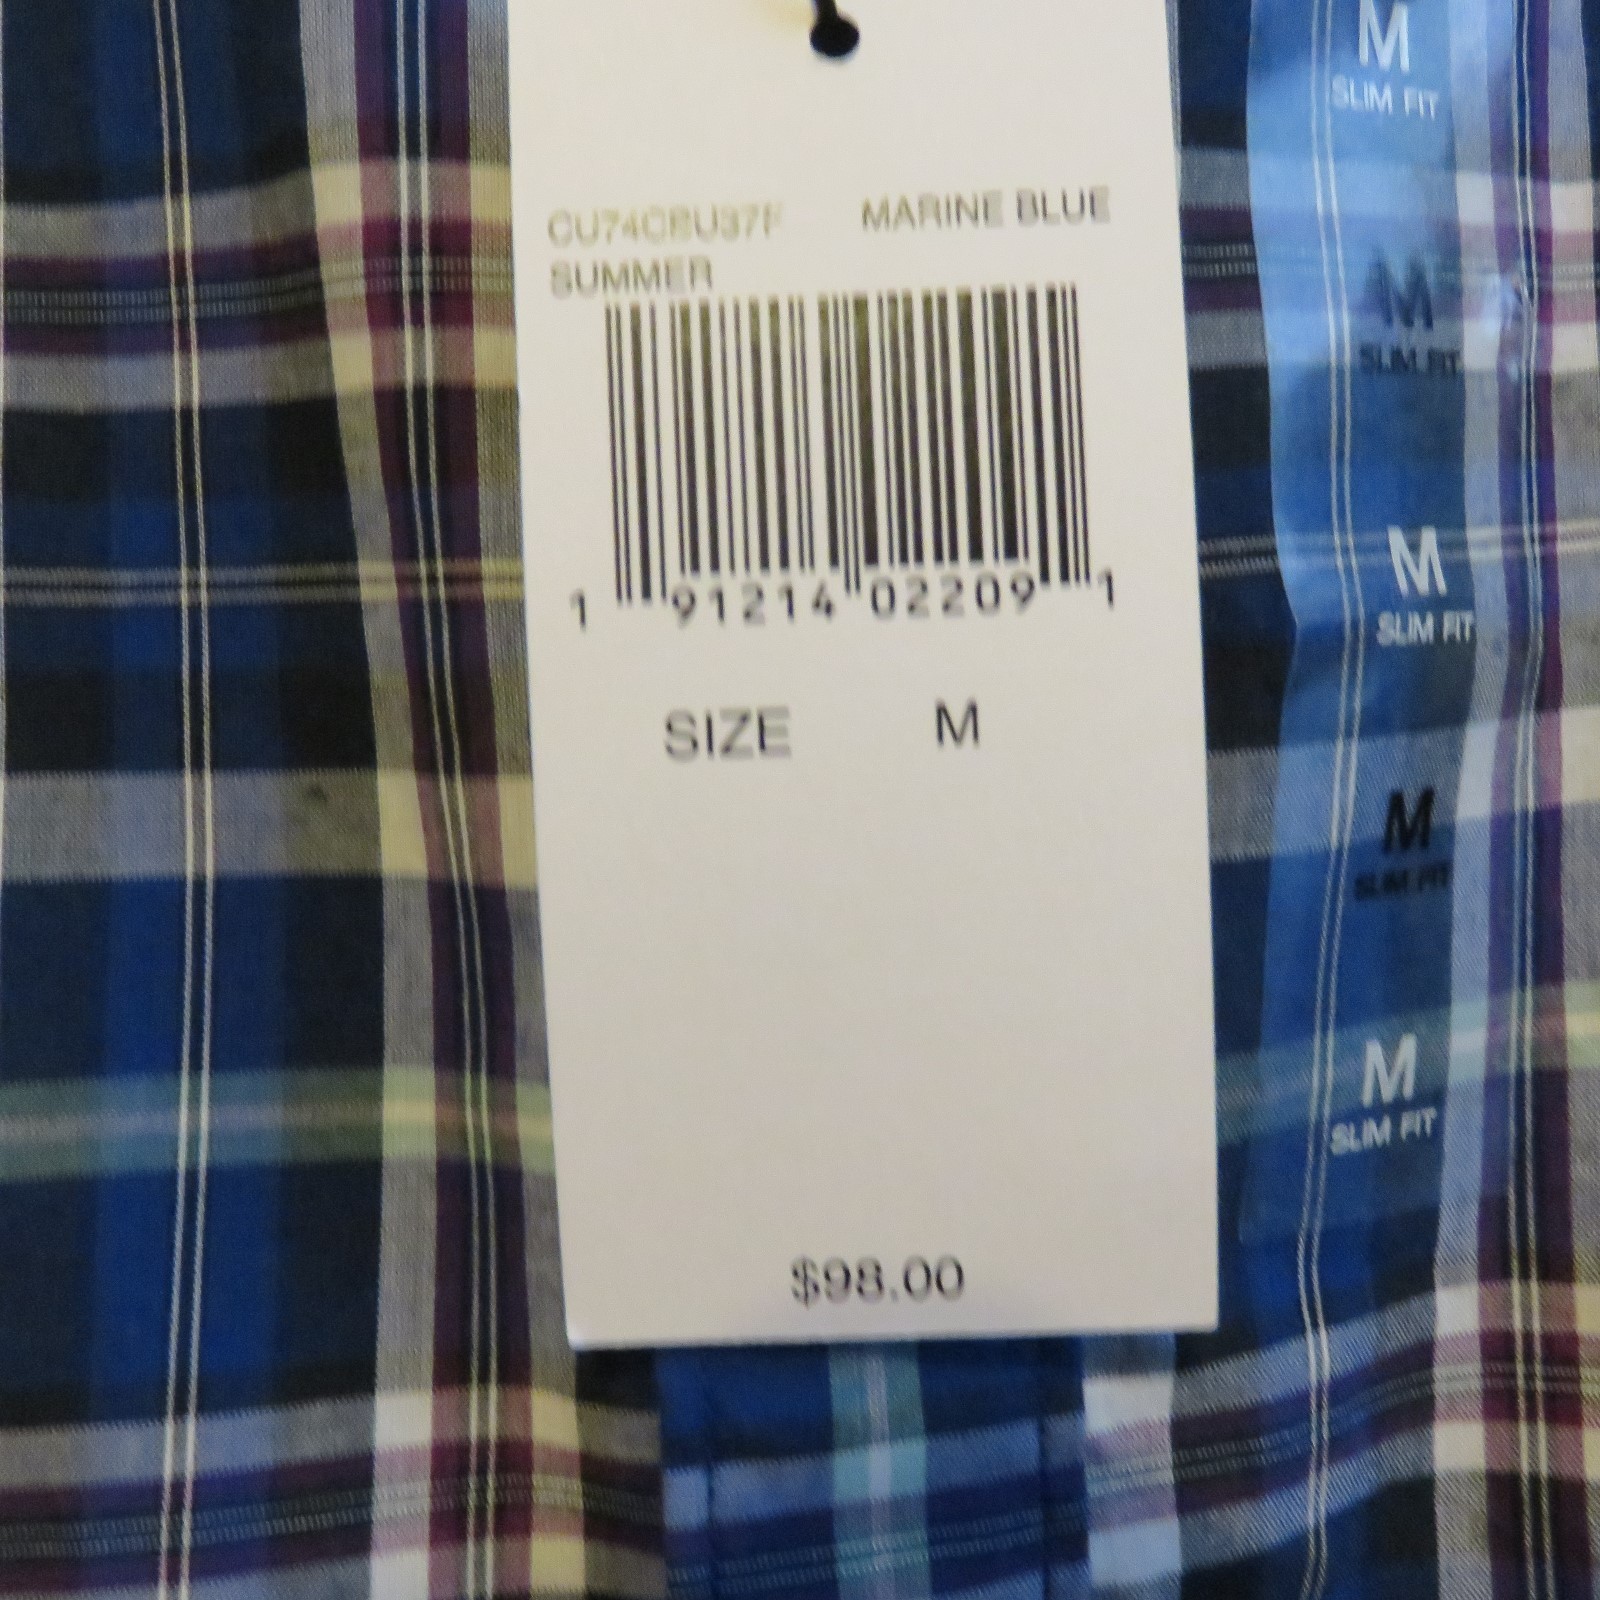 CU74CBU37F MARINE BLUE
SUMMER
1 91214 02209 1
SIZE M
$98.00
M
SLIM FIT
M
SLIM FIT
M
SLIM FIT
M
SLIM FIT
M
SLIM FIT